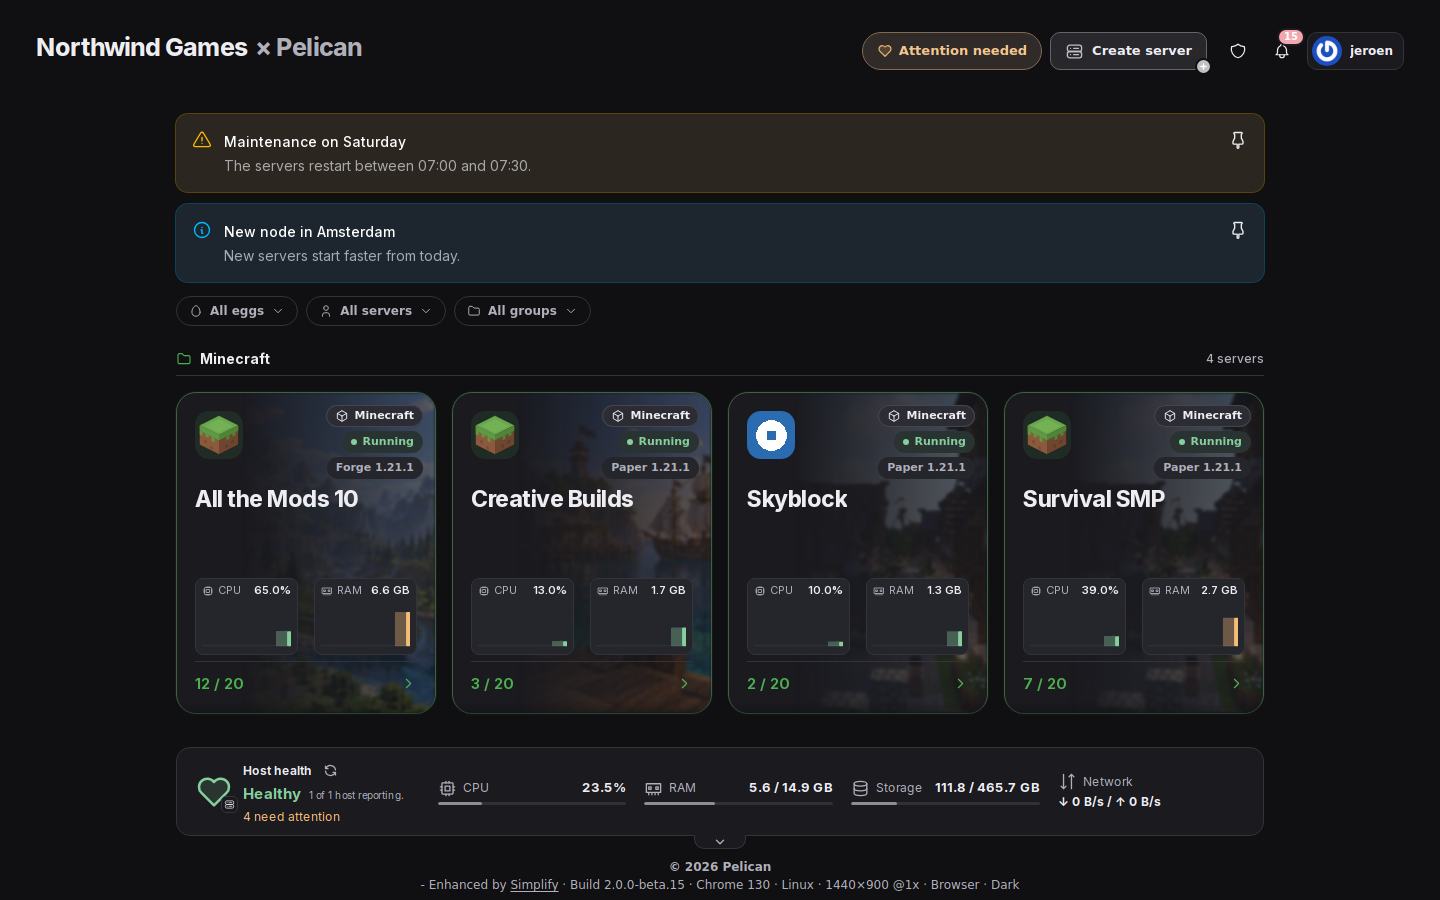 Northwind Games × Pelican
Attention needed
Create server
15
jeroen
Maintenance on Saturday
The servers restart between 07:00 and 07:30.
New node in Amsterdam
New servers start faster from today.
All eggs
All servers
All groups
Minecraft
4 servers
Minecraft
Running
Forge 1.21.1
All the Mods 10
CPU 65.0%
RAM 6.6 GB
12 / 20
Minecraft
Running
Paper 1.21.1
Creative Builds
CPU 13.0%
RAM 1.7 GB
3 / 20
Minecraft
Running
Paper 1.21.1
Skyblock
CPU 10.0%
RAM 1.3 GB
2 / 20
Minecraft
Running
Paper 1.21.1
Survival SMP
CPU 39.0%
RAM 2.7 GB
7 / 20
Host health
Healthy 1 of 1 host reporting.
4 need attention
CPU 23.5%
RAM 5.6 / 14.9 GB
Storage 111.8 / 465.7 GB
Network
↓ 0 B/s / ↑ 0 B/s
© 2026 Pelican
- Enhanced by Simplify · Build 2.0.0-beta.15 · Chrome 130 · Linux · 1440×900 @1x · Browser · Dark